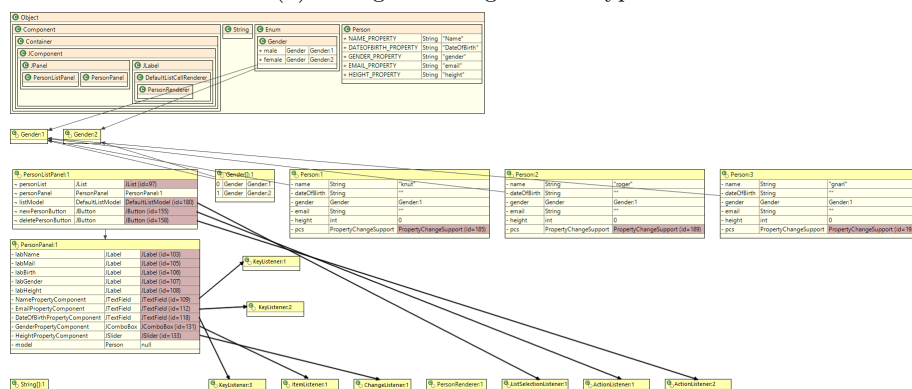 Object
Component
Container
JComponent
JPanel
PersonListPanel PersonPanel
JLabel
DefaultListCellRenderer
PersonRenderer
String
Enum
Gender
+ male Gender Gender:1
+ female Gender Gender:2
Person
+ NAME_PROPERTY String "Name"
+ DATEOFBIRTH_PROPERTY String "DateOfBirth"
+ GENDER_PROPERTY String "gender"
+ EMAIL_PROPERTY String "email"
+ HEIGHT_PROPERTY String "height"
Gender:1 Gender:2
PersonListPanel:1
~ personList JList JList (id=97)
~ personPanel PersonPanel PersonPanel:1
~ listModel DefaultListModel DefaultListModel (id=100)
~ newPersonButton JButton JButton (id=155)
~ deletePersonButton JButton JButton (id=158)
Gender[]:1
0 Gender Gender:1
1 Gender Gender:2
Person:1
- name String "knut"
- dateOfBirth String ""
- gender Gender Gender:1
- email String ""
- height int 0
- pcs PropertyChangeSupport PropertyChangeSupport (id=185)
Person:2
- name String "roger"
- dateOfBirth String ""
- gender Gender Gender:1
- email String ""
- height int 0
- pcs PropertyChangeSupport PropertyChangeSupport (id=189)
Person:3
- name String "gnarl"
- dateOfBirth String ""
- gender Gender Gender:1
- email String ""
- height int 0
- pcs PropertyChangeSupport PropertyChangeSupport
PersonPanel:1
- labName JLabel JLabel (id=103)
- labMail JLabel JLabel (id=105)
- labBirth JLabel JLabel (id=106)
- labGender JLabel JLabel (id=107)
- labHeight JLabel JLabel (id=108)
- NamePropertyComponent JTextField JTextField (id=109)
- EmailPropertyComponent JTextField JTextField (id=112)
- DateOfBirthPropertyComponent JTextField JTextField (id=118)
- GenderPropertyComponent JComboBox JComboBox (id=131)
- HeightPropertyComponent JSlider JSlider (id=133)
- model Person null
KeyListener:1
KeyListener:2
String[]:1 KeyListener:3 ItemListener:1 ChangeListener:1 PersonRenderer:1 ListSelectionListener:1 ActionListener:1 ActionListener:2